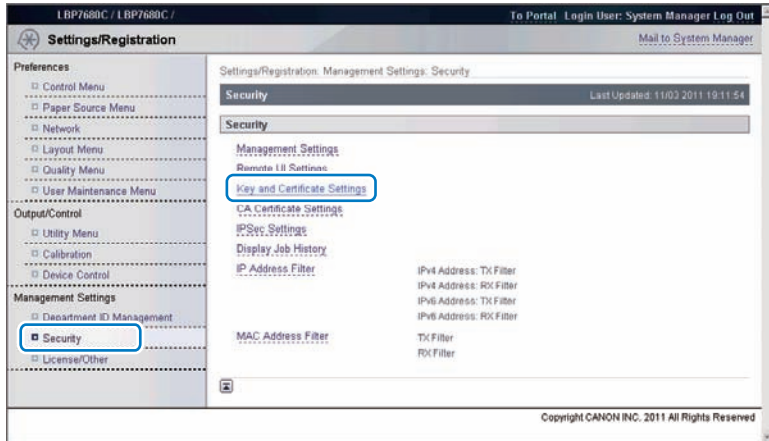 LBP7680C / LBP7680C /
To Portal Login User: System Manager Log Out
Settings/Registration
Mail to System Manager
Preferences
Control Menu
Paper Source Menu
Network
Layout Menu
Quality Menu
User Maintenance Menu
Output/Control
Utility Menu
Calibration
Device Control
Management Settings
Department ID Management
Security
License/Other
Settings/Registration: Management Settings: Security
Security
Last Updated: 11/03 2011 19:11:54
Security
Management Settings
Remote UI Settings
Key and Certificate Settings
CA Certificate Settings
IPSec Settings
Display Job History
IP Address Filter
IPv4 Address: TX Filter
IPv4 Address: RX Filter
IPv6 Address: TX Filter
IPv6 Address: RX Filter
MAC Address Filter
TX Filter
RX Filter
Copyright CANON INC. 2011 All Rights Reserved